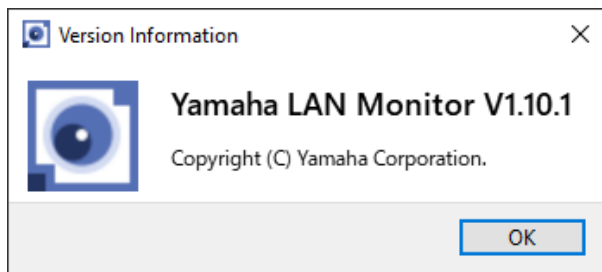 Version Information
Yamaha LAN Monitor V1.10.1
Copyright (C) Yamaha Corporation.
OK